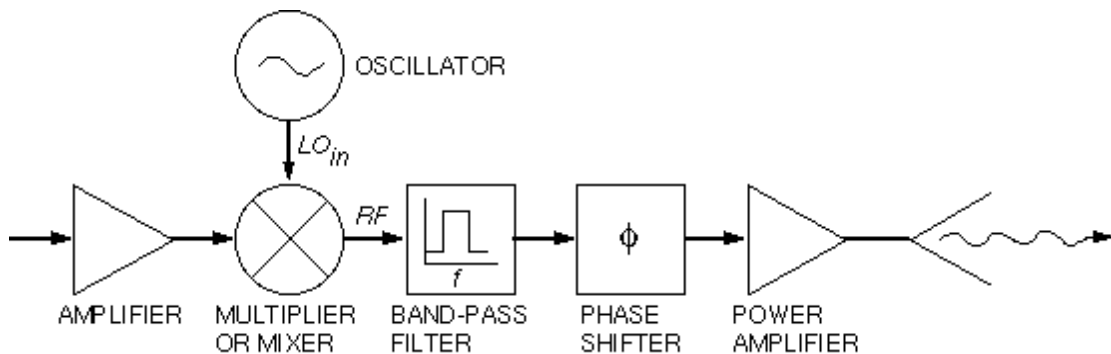 OSCILLATOR
LOin
RF
f
ϕ
AMPLIFIER
MULTIPLIER
OR MIXER
BAND-PASS
FILTER
PHASE
SHIFTER
POWER
AMPLIFIER